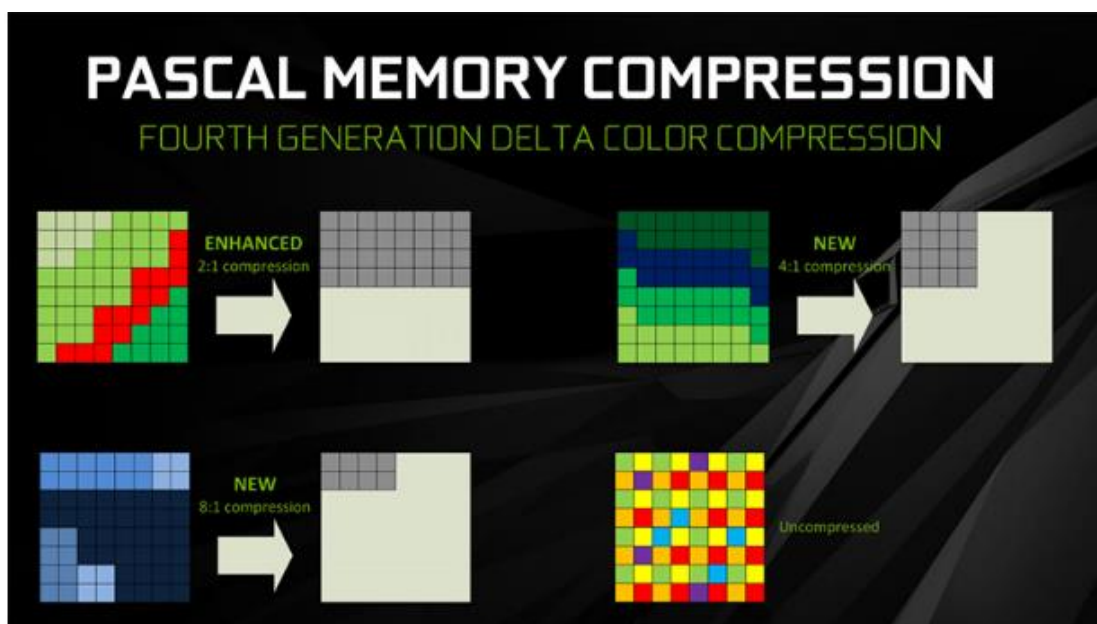 PASCAL MEMORY COMPRESSION
FOURTH GENERATION DELTA COLOR COMPRESSION
ENHANCED
2:1 compression
NEW
4:1 compression
NEW
8:1 compression
Uncompressed